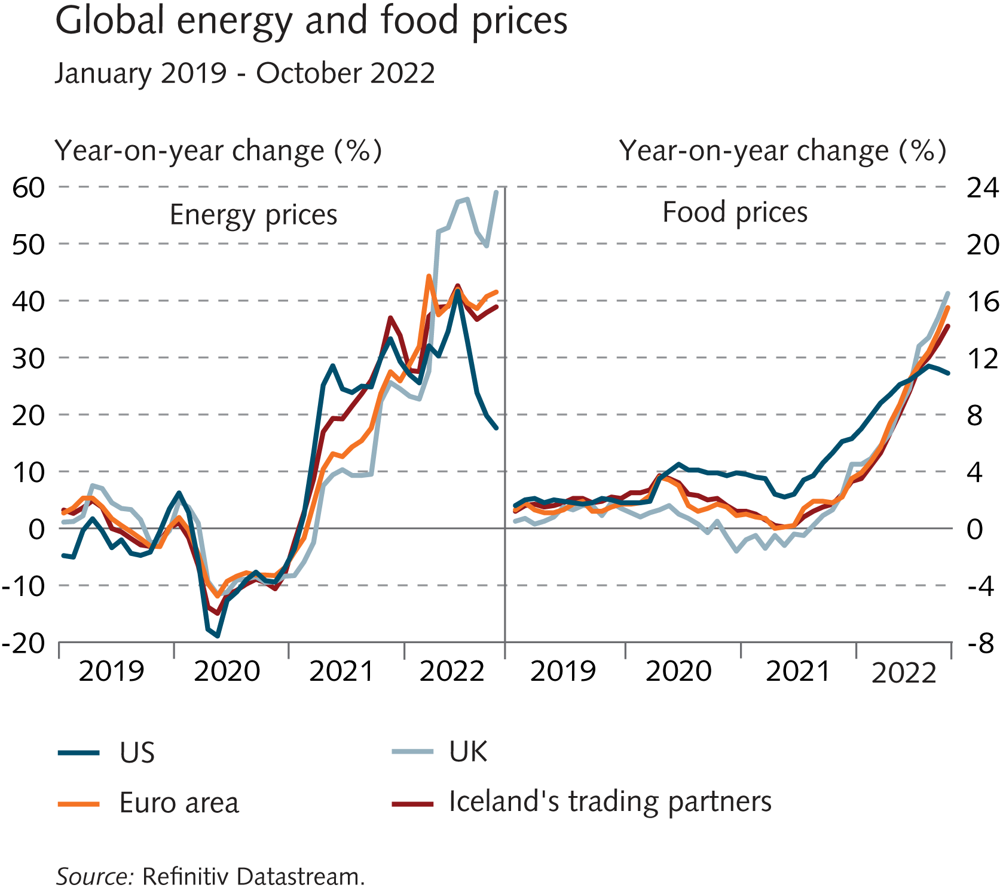 Global energy and food prices
January 2019 - October 2022
Year-on-year change (%)
Year-on-year change (%)
Energy prices
Food prices
60
50
40
30
20
10
0
-10
-20
24
20
16
12
8
4
0
-4
-8
2019 2020 2021 2022 2019 2020 2021 2022
US
UK
Euro area
Iceland's trading partners
Source: Refinitiv Datastream.